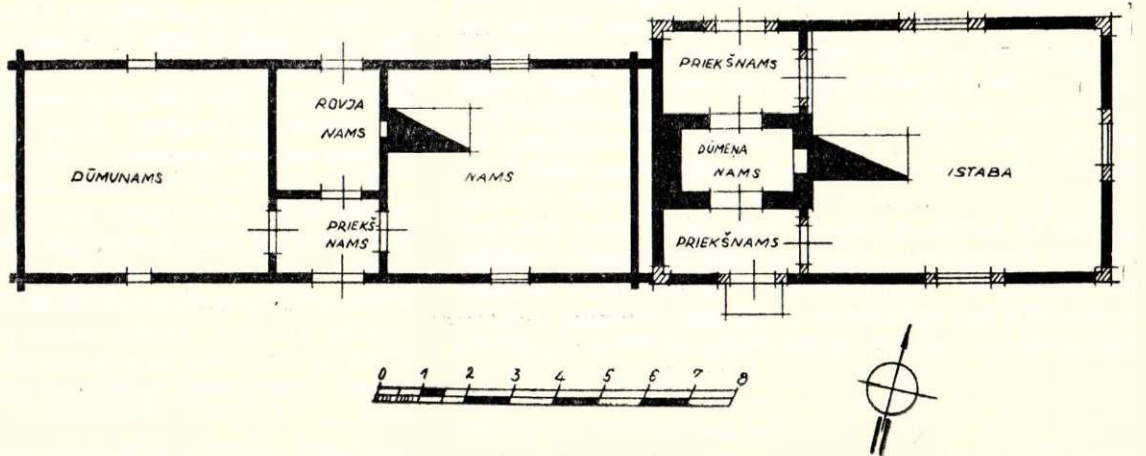 DŪMUNAMS
ROVJA
NAMS
PRIEKŠ-
NAMS
NAMS
PRIEKŠNAMS
DŪMEŅA
NAMS
PRIEKŠNAMS
ISTABA
0 1 2 3 4 5 6 7 8